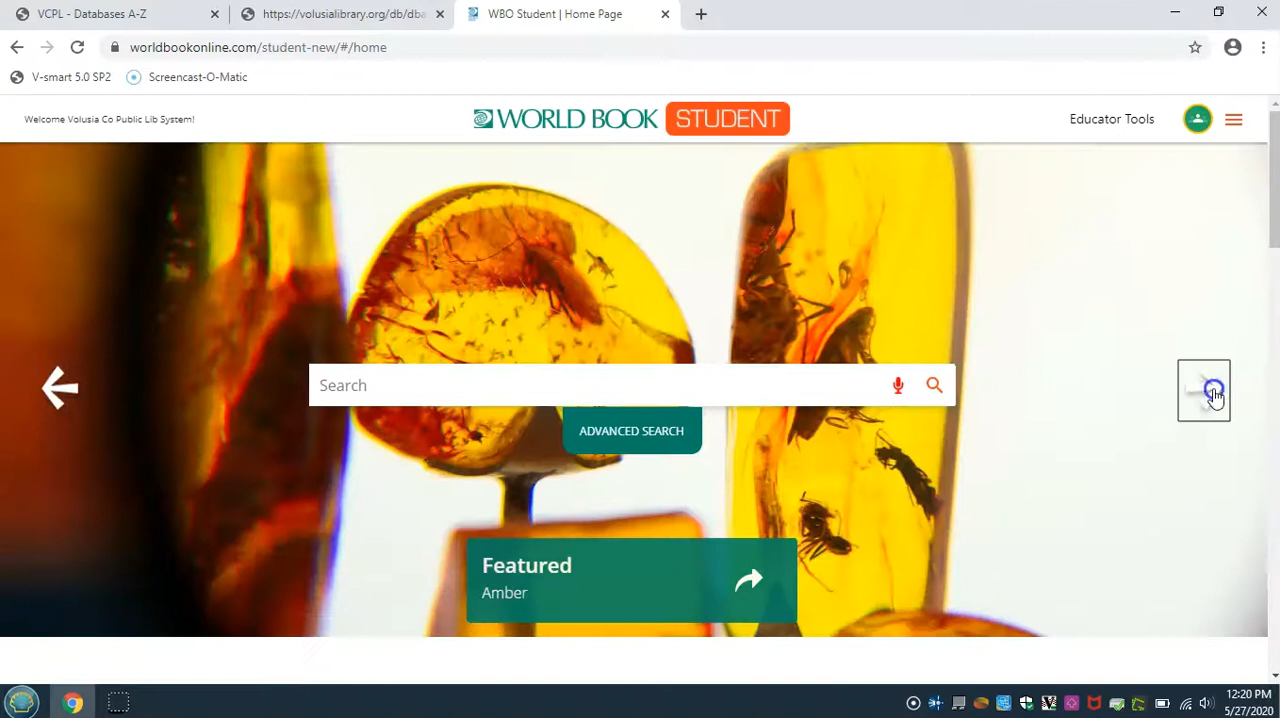 VCPL - Databases A-Z
https://volusialibrary.org/db/dba
WBO Student | Home Page
worldbookonline.com/student-new/#/home
V-smart 5.0 SP2
Screencast-O-Matic
Welcome Volusia Co Public Lib System!
WORLD BOOK STUDENT
Educator Tools
Search
ADVANCED SEARCH
Featured
Amber
12:20 PM
5/27/2020